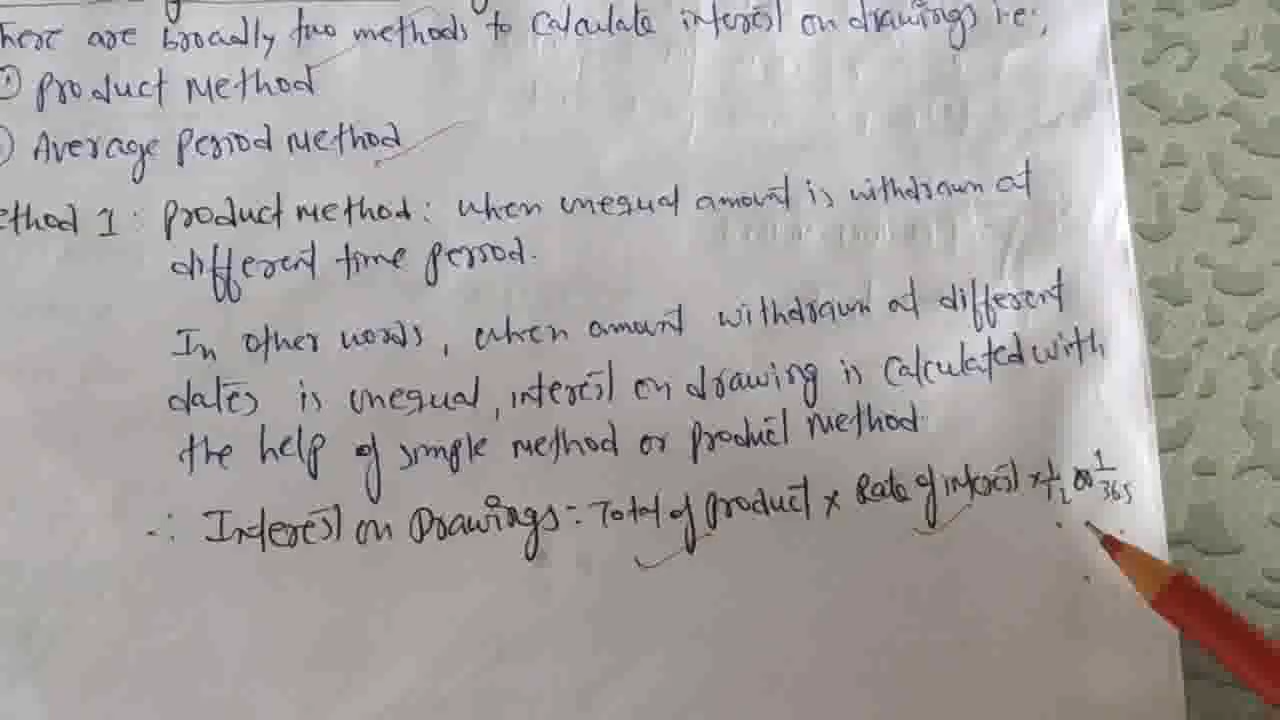 here are broadly two methods to calculate interest on drawings i.e;
① Product Method
Average Period Method
ethod 1: Product method: when unequal amount is withdrawn at
different time period.
In other words, when amount withdrawn at different
dates is unequal, interest on drawing is calculated with
the help of simple method or product method
∴ Interest on Drawings = Total of product × Rate of interest × 1/12 or 1/365